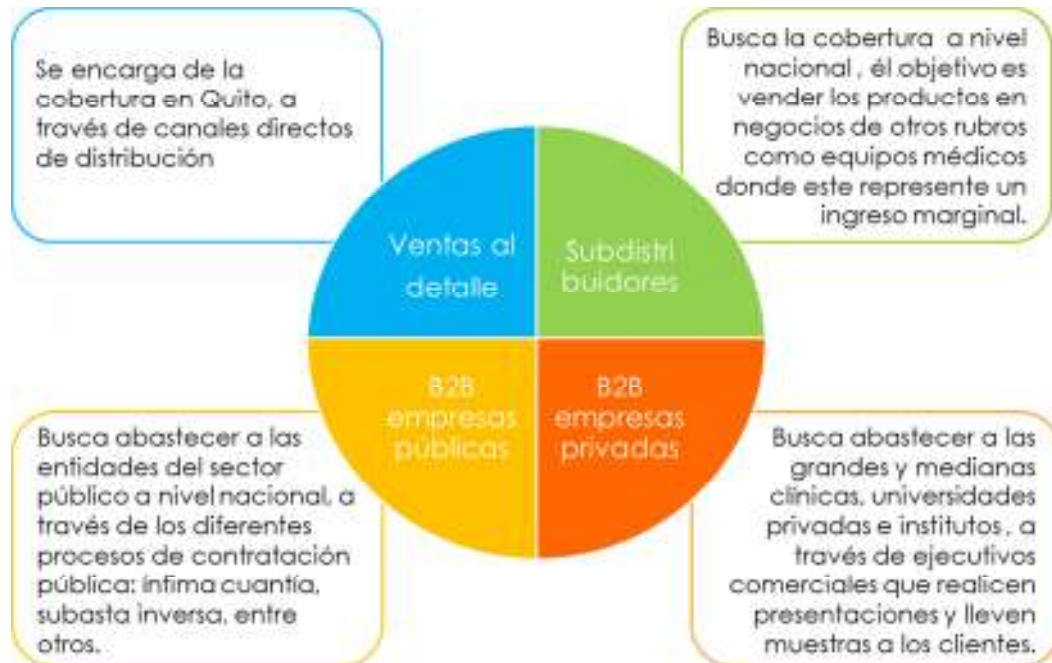 Se encarga de la
cobertura en Quito, a
través de canales directos
de distribución
Busca la cobertura a nivel
nacional , él objetivo es
vender los productos en
negocios de otros rubros
como equipos médicos
donde este represente un
ingreso marginal.
Ventas al
detalle
Subdistri
buidores
B2B
empresas
públicas
B2B
empresas
privadas
Busca abastecer a las
entidades del sector
público a nivel nacional, a
través de los diferentes
procesos de contratación
pública: ínfima cuantía,
subasta inversa, entre
otros.
Busca abastecer a las
grandes y medianas
clínicas, universidades
privadas e institutos , a
través de ejecutivos
comerciales que realicen
presentaciones y lleven
muestras a los clientes.